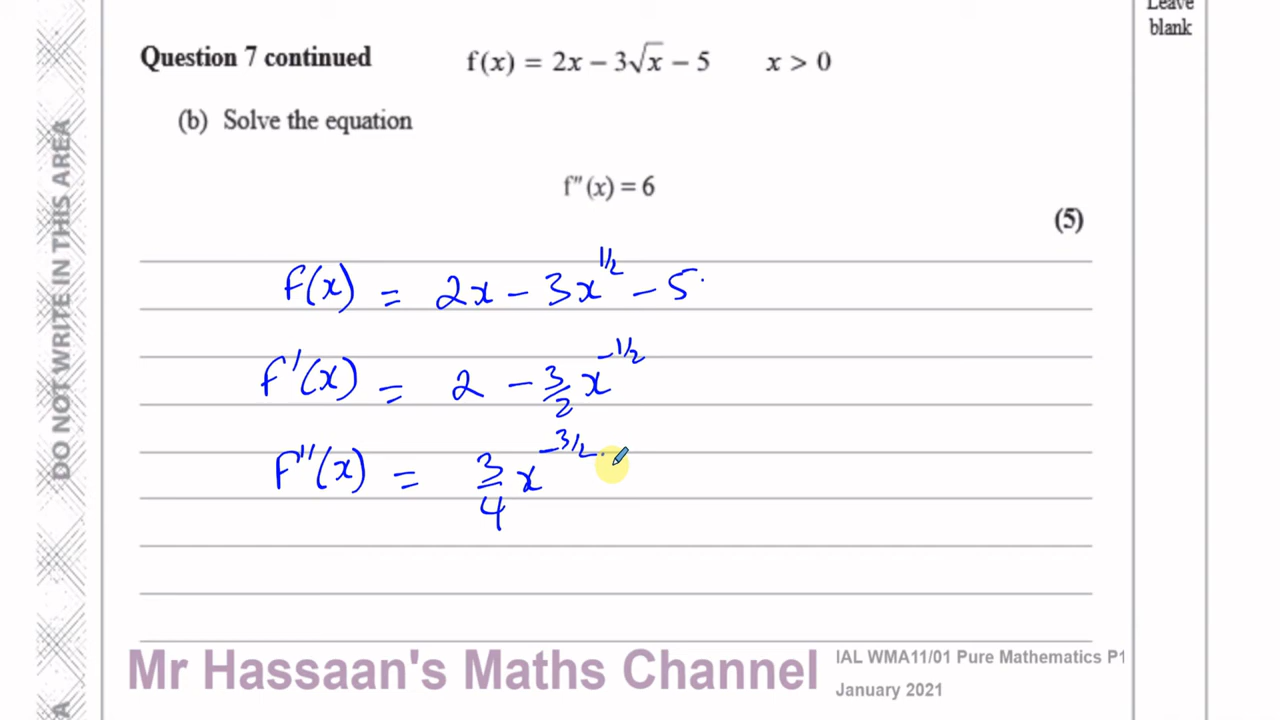 Leave
blank
Question 7 continued f(x) = 2x − 3√x − 5 x > 0
(b) Solve the equation
f″(x) = 6
(5)
f(x) = 2x − 3x^{1/2} − 5.
f'(x) = 2 − 3/2 x^{−1/2}
f''(x) = 3/4 x^{−3/2}.
DO NOT WRITE IN THIS AREA
Mr Hassaan's Maths Channel
IAL WMA11/01 Pure Mathematics P1
January 2021